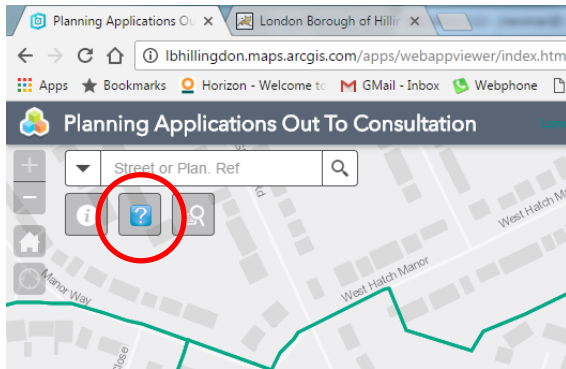 Planning Applications Ou × London Borough of Hillin ×
lbhillingdon.maps.arcgis.com/apps/webappviewer/index.htm
Apps Bookmarks Horizon - Welcome to GMail - Inbox Webphone
Planning Applications Out To Consultation
+ Street or Plan. Ref
−
i ?
Rd
West Hatch M
West Hatch Manor
Manor Way
close